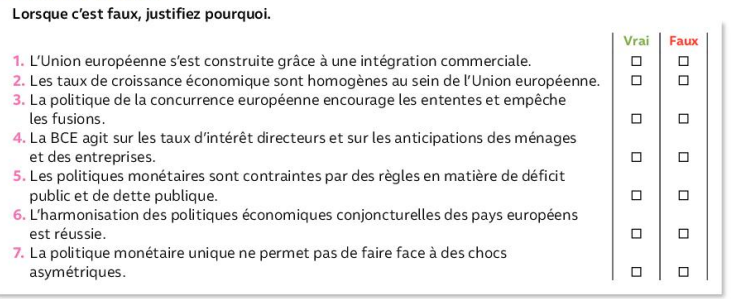 Lorsque c'est faux, justifiez pourquoi.
Vrai Faux
1. L'Union européenne s'est construite grâce à une intégration commerciale. □ □
2. Les taux de croissance économique sont homogènes au sein de l'Union européenne. □ □
3. La politique de la concurrence européenne encourage les ententes et empêche
les fusions. □ □
4. La BCE agit sur les taux d'intérêt directeurs et sur les anticipations des ménages
et des entreprises. □ □
5. Les politiques monétaires sont contraintes par des règles en matière de déficit
public et de dette publique. □ □
6. L'harmonisation des politiques économiques conjoncturelles des pays européens
est réussie. □ □
7. La politique monétaire unique ne permet pas de faire face à des chocs
asymétriques. □ □